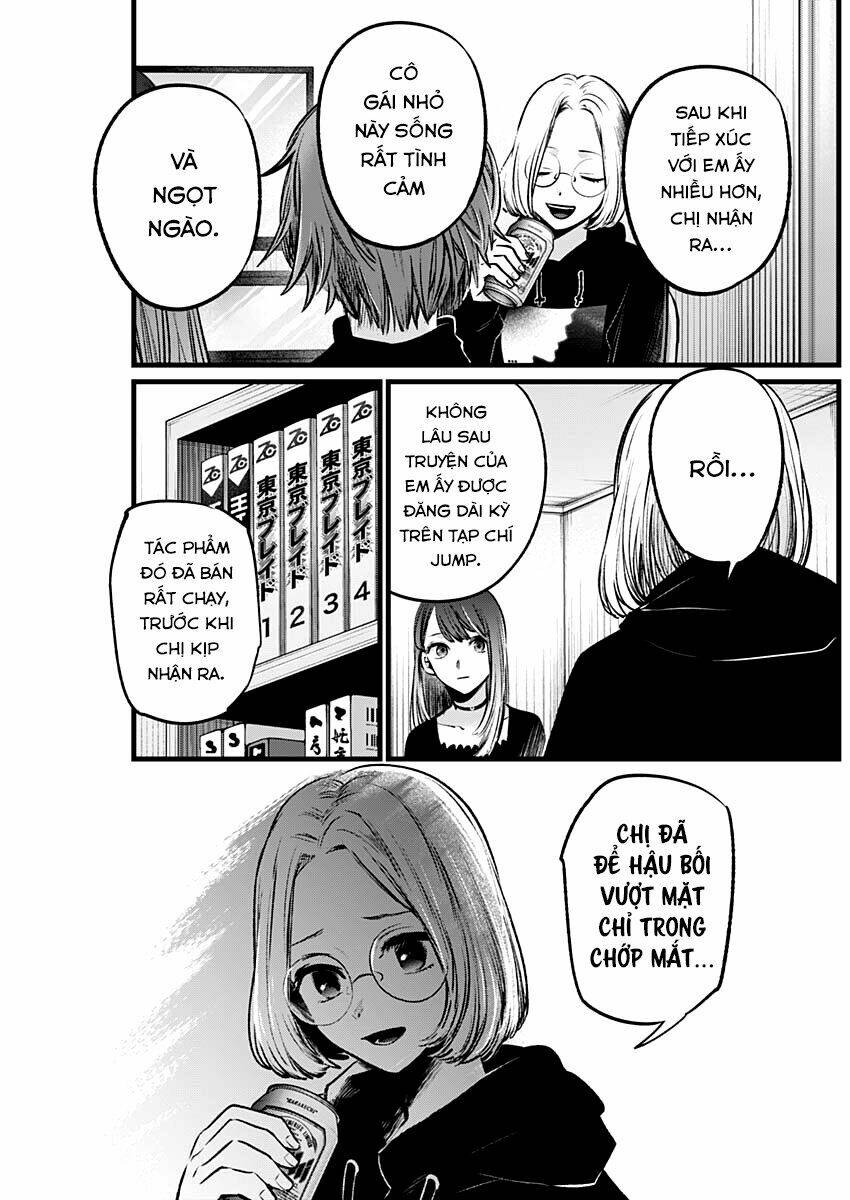 SAU KHI
TIẾP XÚC
VỚI EM ẤY
NHIỀU HƠN,
CHỊ NHẬN
RA...
CÔ
GÁI NHỎ
NÀY SỐNG
RẤT TÌNH
CẢM
VÀ
NGỌT
NGÀO.
RỒI...
KHÔNG
LÂU SAU
TRUYỆN CỦA
EM ẤY ĐƯỢC
ĐĂNG DÀI KỲ
TRÊN TẠP CHÍ
JUMP.
東京ブレイド
4
東京ブレイド
3
東京ブレイド
2
東京ブレイド
1
TÁC PHẨM
ĐÓ ĐÃ BÁN
RẤT CHẠY,
TRƯỚC KHI
CHỊ KỊP
NHẬN RA.
CHỊ ĐÃ
ĐỂ HẬU BỐI
VƯỢT MẶT
CHỈ TRONG
CHỚP MẮT...